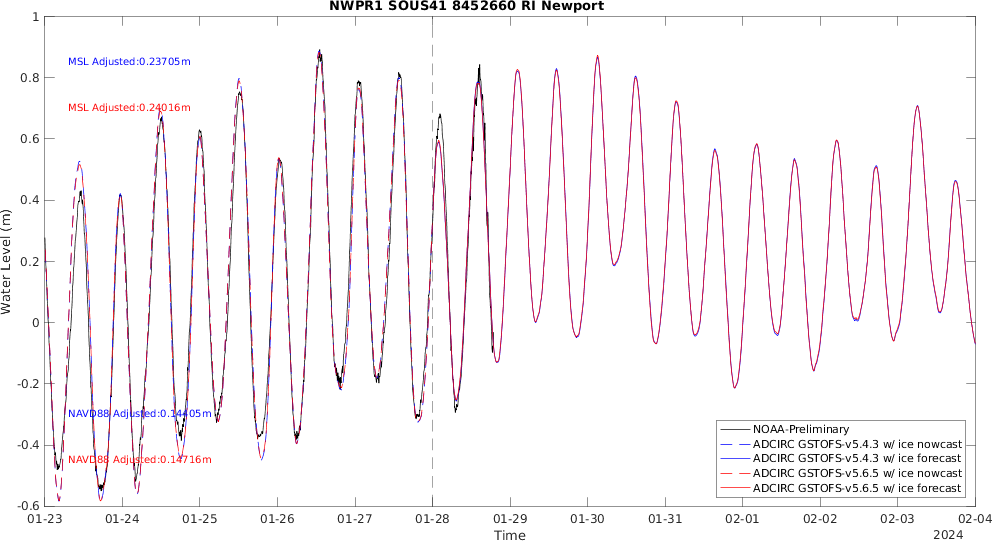 NWPR1 SOUS41 8452660 RI Newport
1
0.8
0.6
0.4
0.2
0
-0.2
-0.4
-0.6
Water Level (m)
MSL Adjusted:0.23705m
MSL Adjusted:0.24016m
NAVD88 Adjusted:0.14405m
NAVD88 Adjusted:0.14716m
NOAA-Preliminary
ADCIRC GSTOFS-v5.4.3 w/ ice nowcast
ADCIRC GSTOFS-v5.4.3 w/ ice forecast
ADCIRC GSTOFS-v5.6.5 w/ ice nowcast
ADCIRC GSTOFS-v5.6.5 w/ ice forecast
01-23 01-24 01-25 01-26 01-27 01-28 01-29 01-30 01-31 02-01 02-02 02-03 02-04
Time
2024